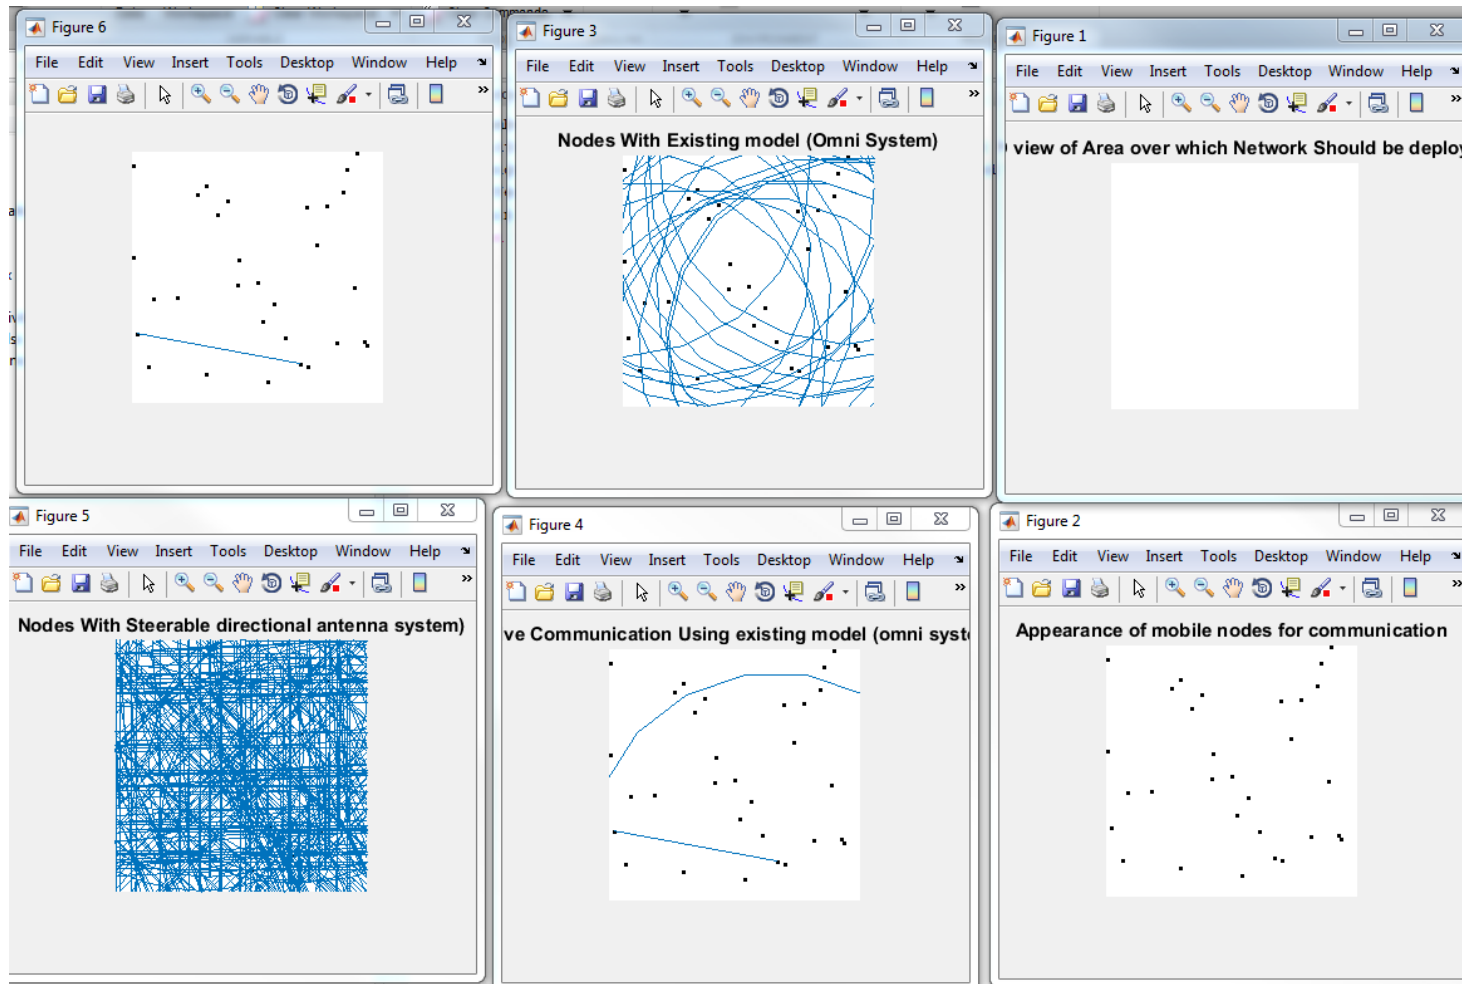 Figure 6
File Edit View Insert Tools Desktop Window Help
Figure 3
File Edit View Insert Tools Desktop Window Help
Nodes With Existing model (Omni System)
Figure 1
File Edit View Insert Tools Desktop Window Help
view of Area over which Network Should be deploy
Figure 5
File Edit View Insert Tools Desktop Window Help
Nodes With Steerable directional antenna system)
Figure 4
File Edit View Insert Tools Desktop Window Help
ve Communication Using existing model (omni syst
Figure 2
File Edit View Insert Tools Desktop Window Help
Appearance of mobile nodes for communication